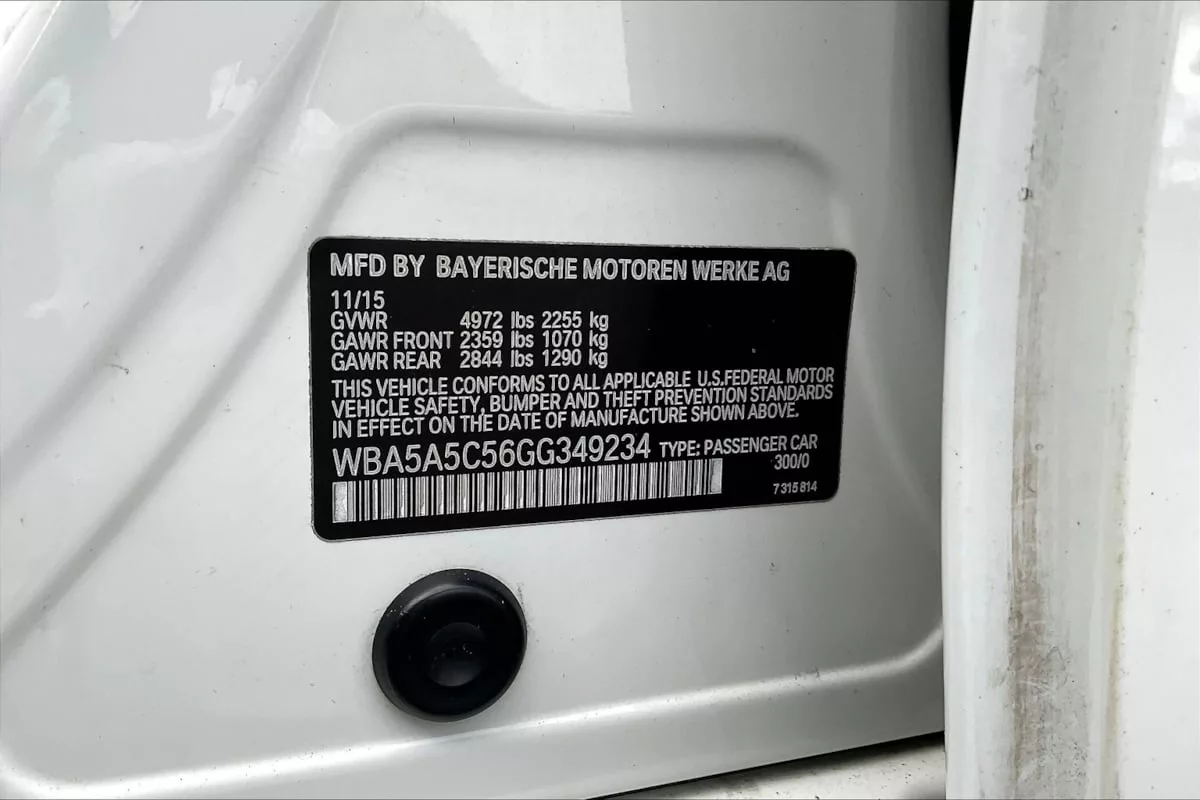 MFD BY BAYERISCHE MOTOREN WERKE AG
11/15
GVWR 4972 lbs 2255 kg
GAWR FRONT 2359 lbs 1070 kg
GAWR REAR 2844 lbs 1290 kg
THIS VEHICLE CONFORMS TO ALL APPLICABLE U.S.FEDERAL MOTOR
VEHICLE SAFETY, BUMPER AND THEFT PREVENTION STANDARDS
IN EFFECT ON THE DATE OF MANUFACTURE SHOWN ABOVE.
WBA5A5C56GG349234 TYPE: PASSENGER CAR
300/0
7 315 814